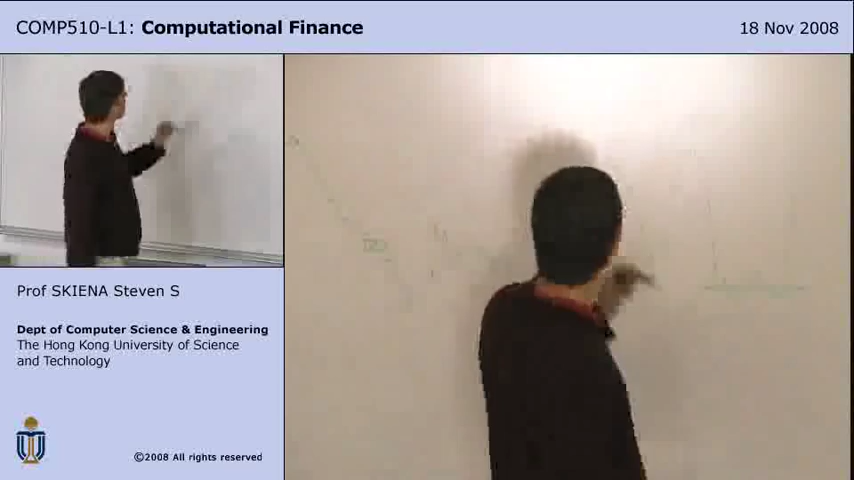 COMP510-L1: Computational Finance
18 Nov 2008
Prof SKIENA Steven S
Dept of Computer Science & Engineering
The Hong Kong University of Science
and Technology
©2008 All rights reserved